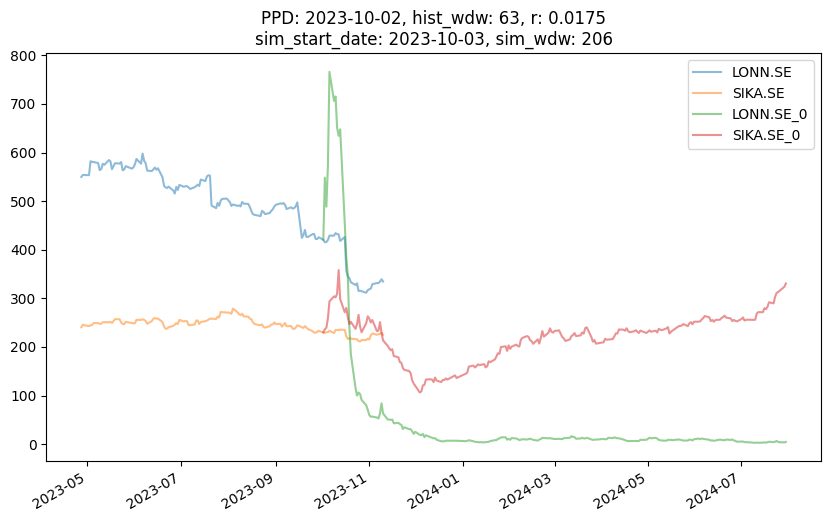 PPD: 2023-10-02, hist_wdw: 63, r: 0.0175
sim_start_date: 2023-10-03, sim_wdw: 206
LONN.SE
SIKA.SE
LONN.SE_0
SIKA.SE_0
800
700
600
500
400
300
200
100
0
2023-05
2023-07
2023-09
2023-11
2024-01
2024-03
2024-05
2024-07